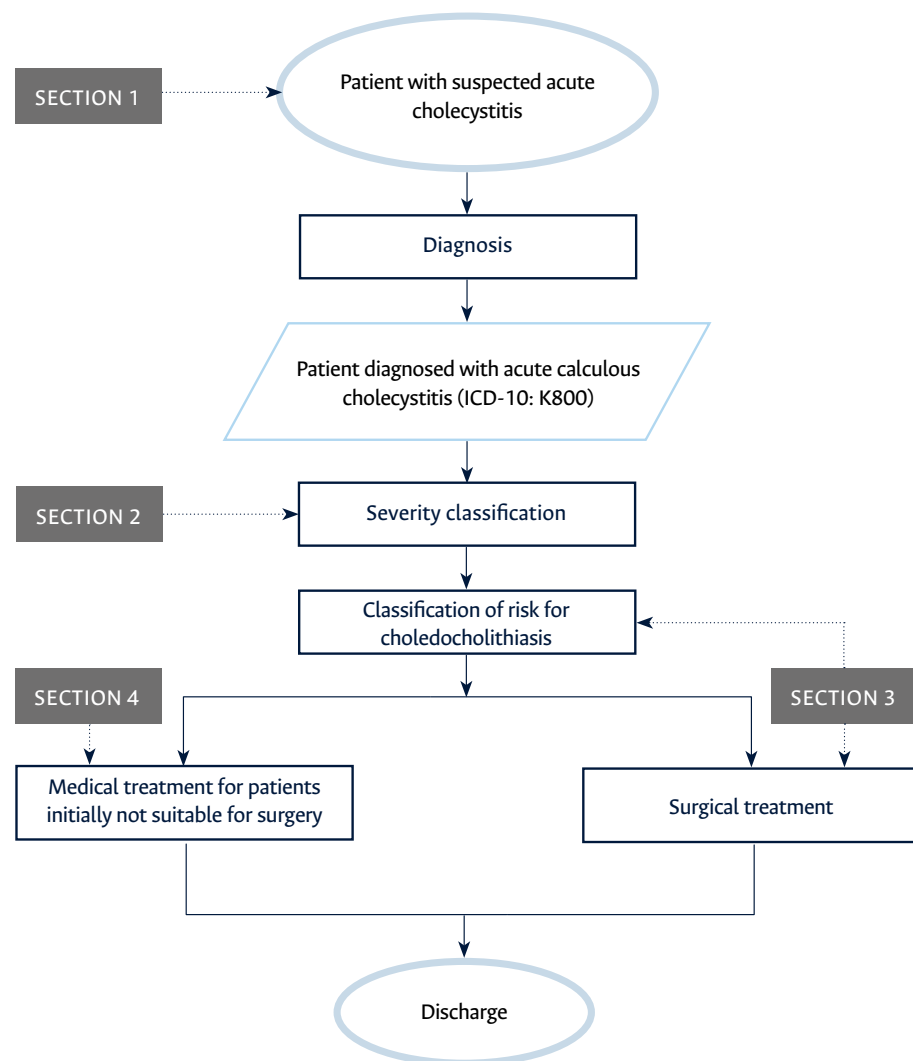 SECTION 1
Patient with suspected acute
cholecystitis
Diagnosis
Patient diagnosed with acute calculous
cholecystitis (ICD-10: K800)
SECTION 2
Severity classification
Classification of risk for
choledocholithiasis
SECTION 4
SECTION 3
Medical treatment for patients
initially not suitable for surgery
Surgical treatment
Discharge